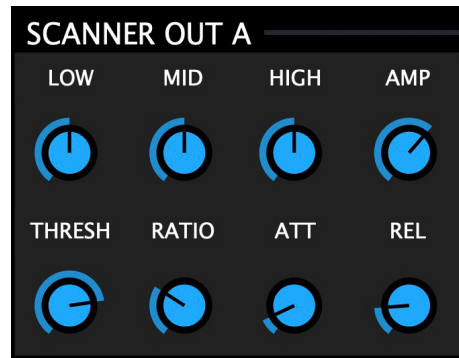 SCANNER OUT A
LOW MID HIGH AMP
THRESH RATIO ATT REL